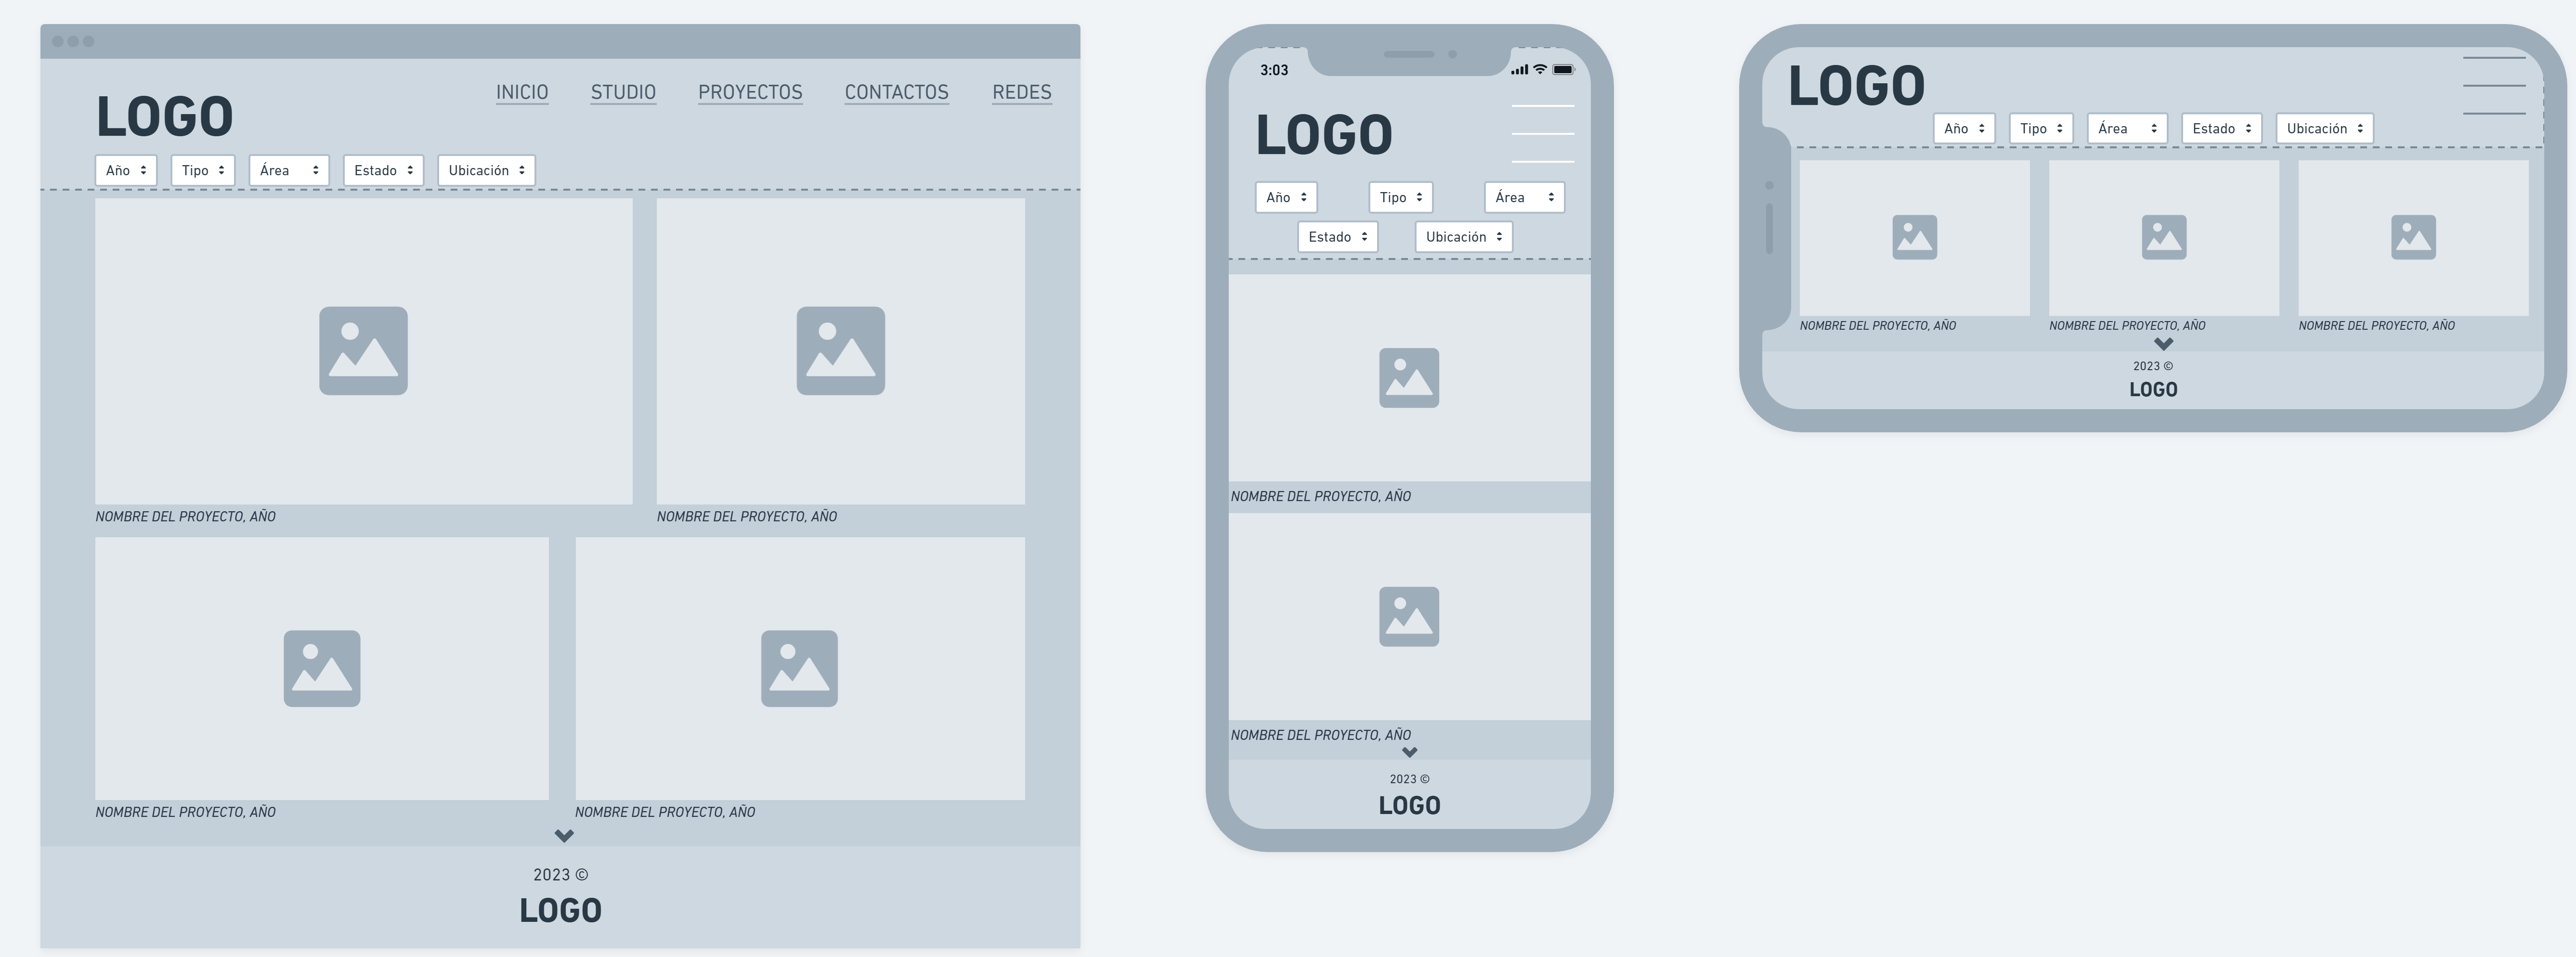 INICIO STUDIO PROYECTOS CONTACTOS REDES
LOGO
Año Tipo Área Estado Ubicación
NOMBRE DEL PROYECTO, AÑO NOMBRE DEL PROYECTO, AÑO
NOMBRE DEL PROYECTO, AÑO NOMBRE DEL PROYECTO, AÑO
2023 ©
LOGO
3:03
LOGO
Año Tipo Área
Estado Ubicación
NOMBRE DEL PROYECTO, AÑO
NOMBRE DEL PROYECTO, AÑO
2023 ©
LOGO
LOGO
Año Tipo Área Estado Ubicación
NOMBRE DEL PROYECTO, AÑO NOMBRE DEL PROYECTO, AÑO NOMBRE DEL PROYECTO, AÑO
2023 ©
LOGO